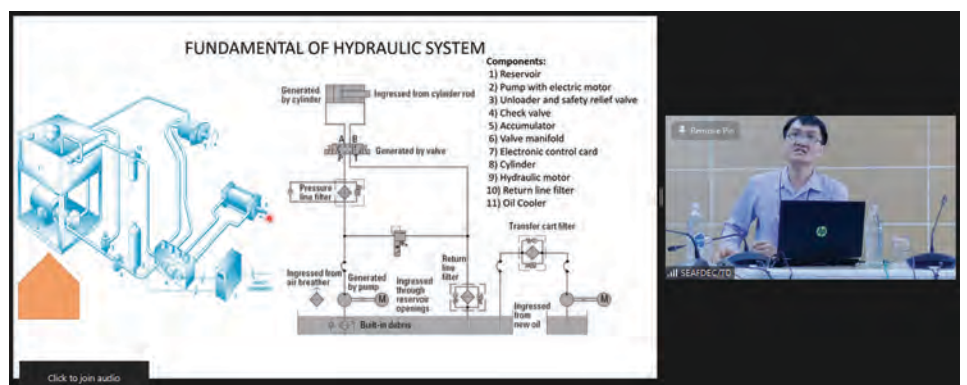 FUNDAMENTAL OF HYDRAULIC SYSTEM
Components:
1) Reservoir
2) Pump with electric motor
3) Unloader and safety relief valve
4) Check valve
5) Accumulator
6) Valve manifold
7) Electronic control card
8) Cylinder
9) Hydraulic motor
10) Return line filter
11) Oil Cooler
Generated
by cylinder
Ingressed from cylinder rod
A B
Generated by valve
Pressure
line filter
Transfer cart filter
Ingressed from
air breather
Generated
by pump
M
Ingressed
through
reservoir
openings
Return
line
filter
Ingressed
from
new oil
M
Built-in debris
Click to join audio
Remove Pin
hp
SEAFDEC/TD